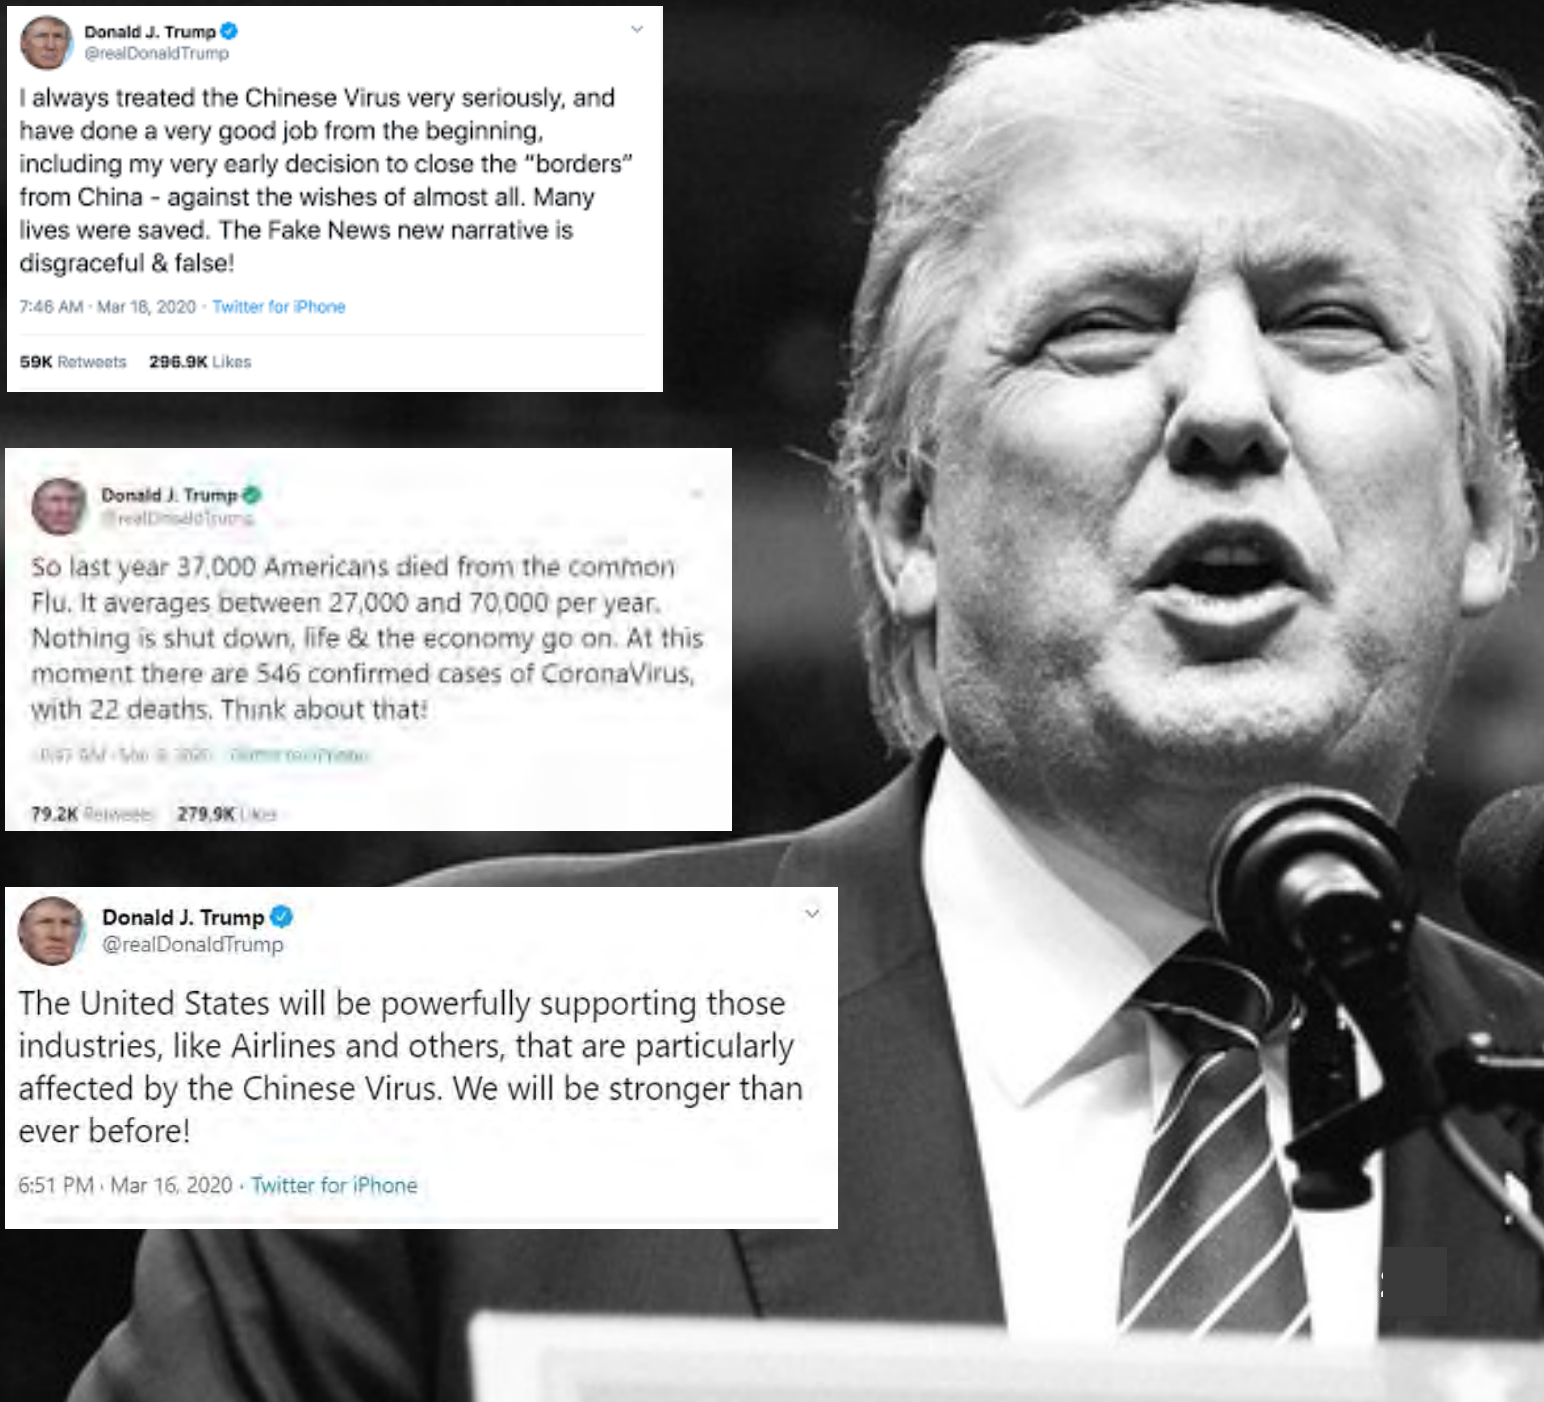 Donald J. Trump
@realDonaldTrump
I always treated the Chinese Virus very seriously, and
have done a very good job from the beginning,
including my very early decision to close the “borders”
from China - against the wishes of almost all. Many
lives were saved. The Fake News new narrative is
disgraceful & false!
7:46 AM · Mar 18, 2020 · Twitter for iPhone
59K Retweets 296.9K Likes
Donald J. Trump
@realDonaldTrump
So last year 37,000 Americans died from the common
Flu. It averages between 27,000 and 70,000 per year.
Nothing is shut down, life & the economy go on. At this
moment there are 546 confirmed cases of CoronaVirus,
with 22 deaths. Think about that!
79.2K Retweets 279.9K Likes
Donald J. Trump
@realDonaldTrump
The United States will be powerfully supporting those
industries, like Airlines and others, that are particularly
affected by the Chinese Virus. We will be stronger than
ever before!
6:51 PM · Mar 16, 2020 · Twitter for iPhone